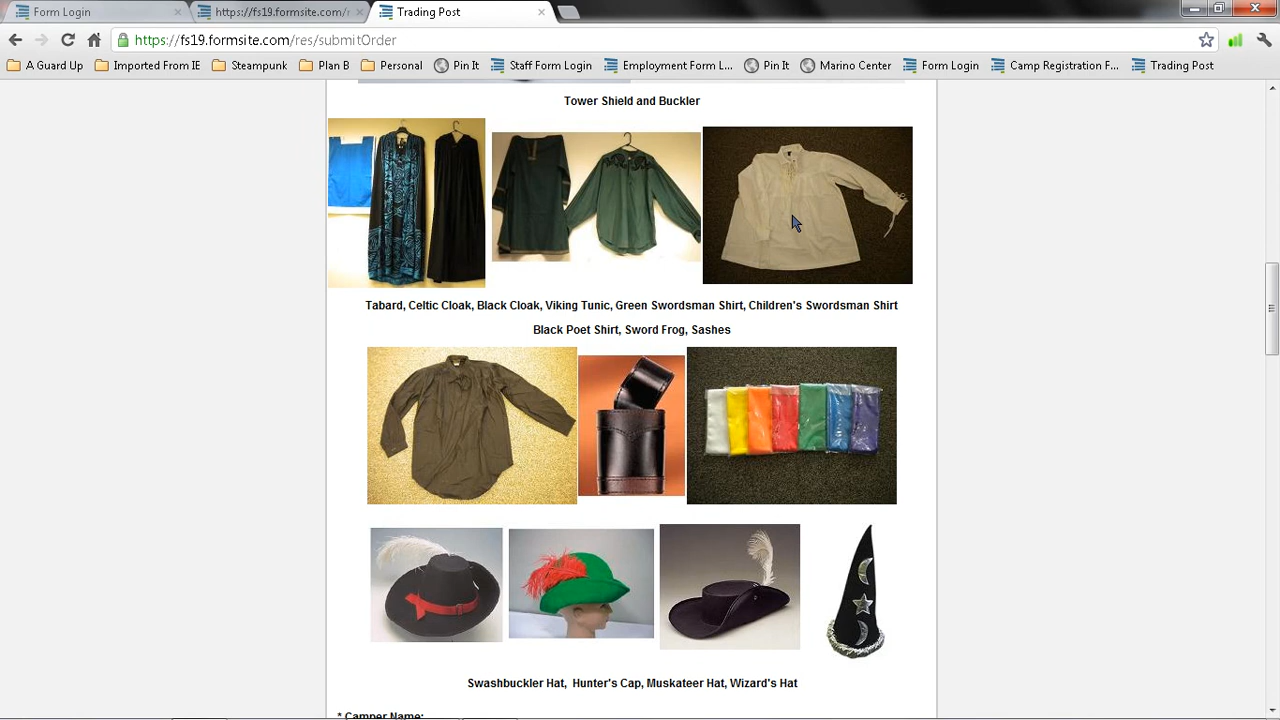 Form Login
https://fs19.formsite.com/r
Trading Post
https://fs19.formsite.com/res/submitOrder
A Guard Up
Imported From IE
Steampunk
Plan B
Personal
Pin It
Staff Form Login
Employment Form L...
Pin It
Marino Center
Form Login
Camp Registration F...
Trading Post
Tower Shield and Buckler
Tabard, Celtic Cloak, Black Cloak, Viking Tunic, Green Swordsman Shirt, Children's Swordsman Shirt
Black Poet Shirt, Sword Frog, Sashes
Swashbuckler Hat, Hunter's Cap, Muskateer Hat, Wizard's Hat
* Camper Name: